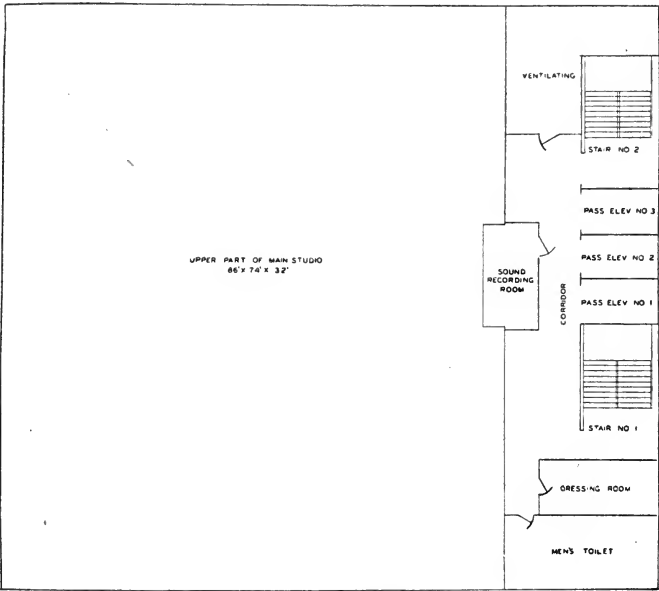 VENTILATING
STAIR NO 2
PASS ELEV NO 3
PASS ELEV NO 2
UPPER PART OF MAIN STUDIO
86' X 74' X 32'
SOUND
RECORDING
ROOM
CORRIDOR
PASS ELEV NO 1
STAIR NO 1
DRESSING ROOM
MEN'S TOILET